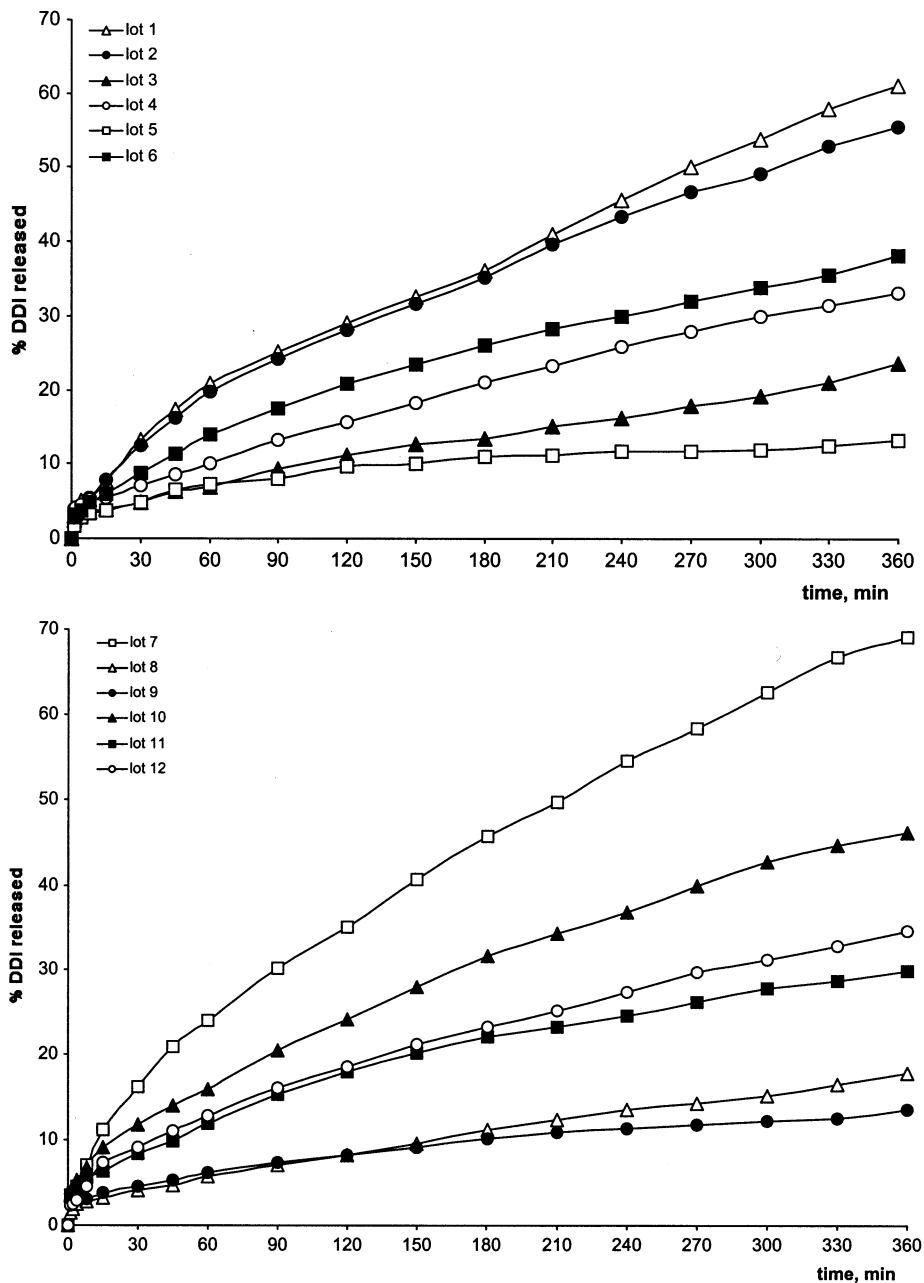 70
60
50
40
30
20
10
0
% DDI released
lot 1
lot 2
lot 3
lot 4
lot 5
lot 6
0 30 60 90 120 150 180 210 240 270 300 330 360
time, min
70
60
50
40
30
20
10
0
% DDI released
lot 7
lot 8
lot 9
lot 10
lot 11
lot 12
0 30 60 90 120 150 180 210 240 270 300 330 360
time, min